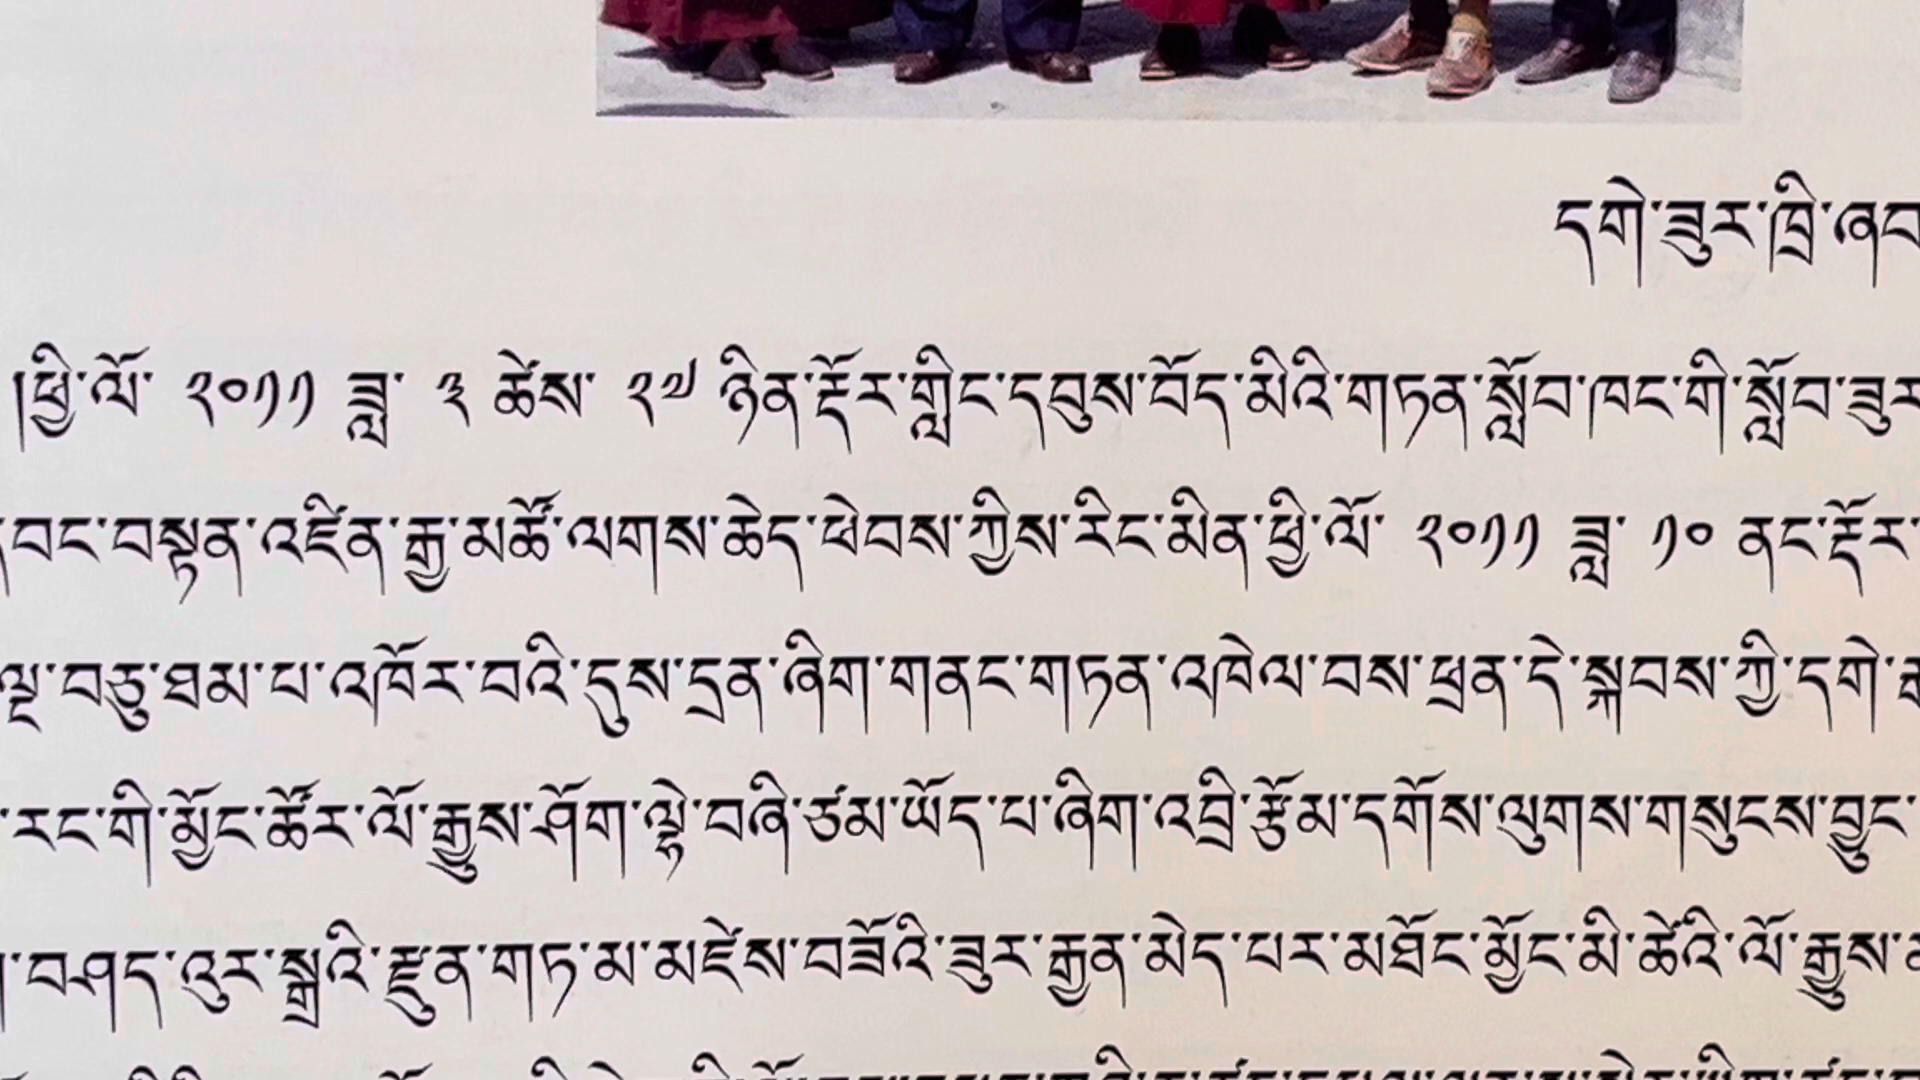 དགེ་ཟུར་ཁྲི་ཞབ
།ཕྱི་ལོ་ ༢༠༡༡ ཟླ་ ༣ ཚེས་ ༢༧ ཉིན་རྡོར་གླིང་དབུས་བོད་མིའི་གཏན་སློབ་ཁང་གི་སློབ་ཟུར
དབང་བསྟན་འཛིན་རྒྱ་མཚོ་ལགས་ཆེད་ཕེབས་ཀྱིས་རིང་མིན་ཕྱི་ལོ་ ༢༠༡༡ ཟླ་ ༡༠ ནང་རྡོར་
ལྔ་བཅུ་ཐམ་པ་འཁོར་བའི་དུས་དྲན་ཞིག་གནང་གཏན་འཁེལ་བས་ཕྲན་དེ་སྐབས་ཀྱི་དགེ་རྒ
་རང་གི་མྱོང་ཚོར་ལོ་རྒྱུས་ཤོག་ལྷེ་བཞི་ཙམ་ཡོད་པ་ཞིག་འབྲི་རྩོམ་དགོས་ལུགས་གསུངས་བྱུང་
་བཤད་འུར་སྒྲའི་རྫུན་གཏམ་མཛེས་བཟོའི་ཟུར་རྒྱན་མེད་པར་མཐོང་མྱོང་མི་ཚེའི་ལོ་རྒྱུས་